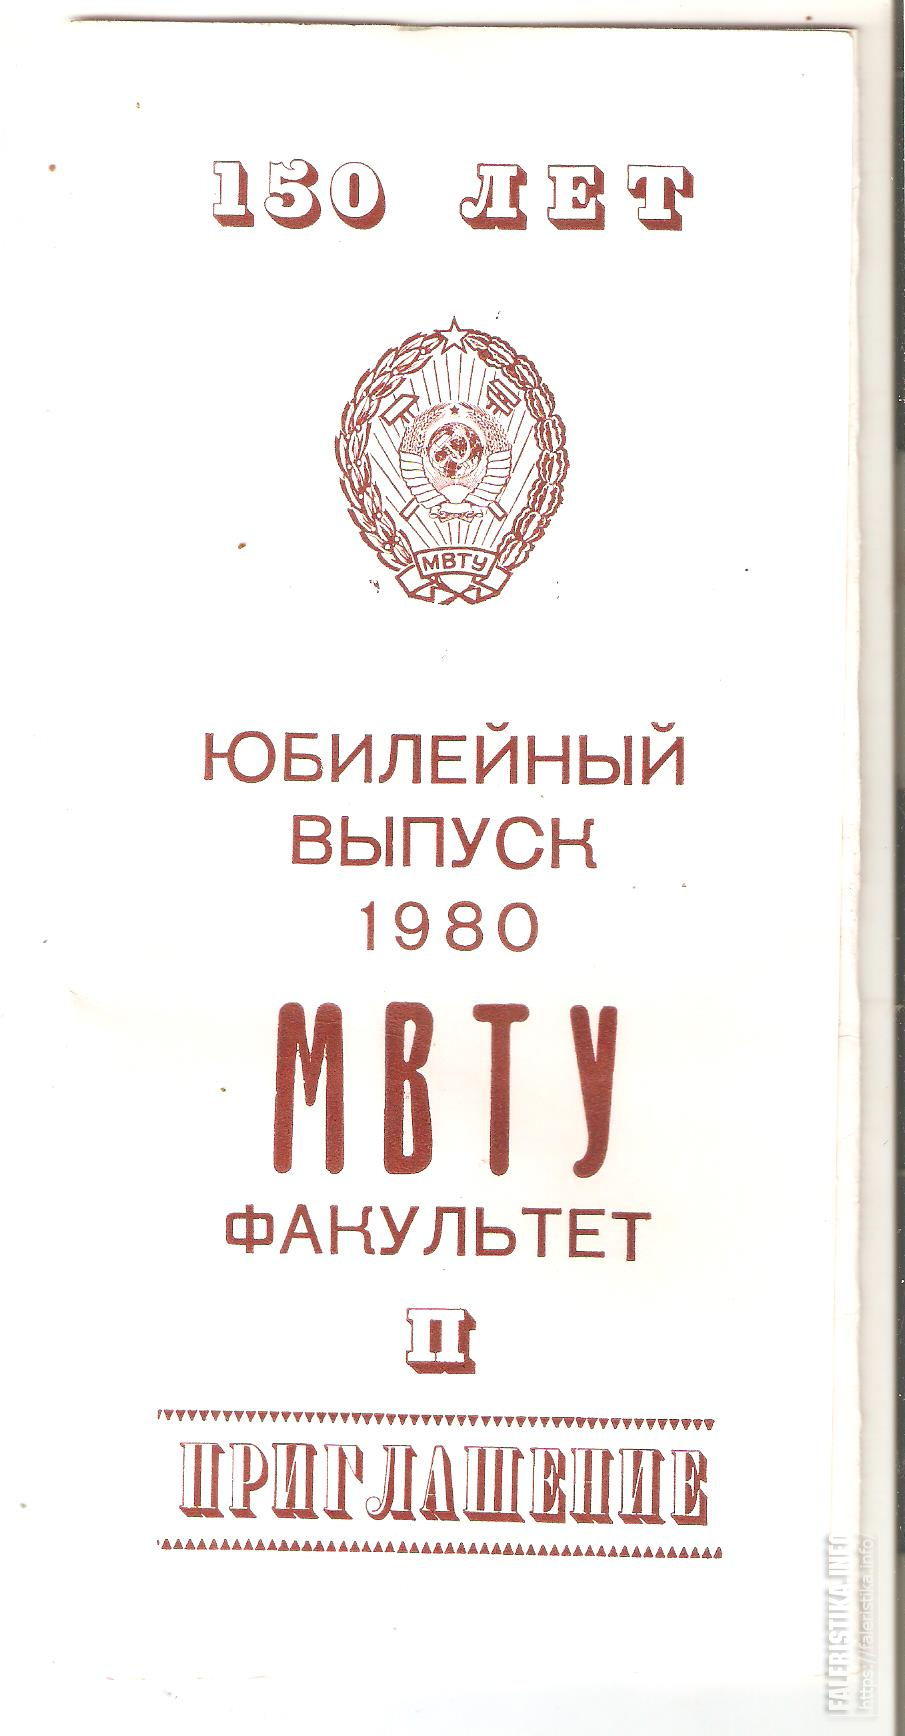 150 ЛЕТ
МВТУ
ЮБИЛЕЙНЫЙ
ВЫПУСК
1980
МВТУ
ФАКУЛЬТЕТ
П
ПРИГЛАШЕНИЕ
FALERISTIKA.INFO
https://faleristika.info/